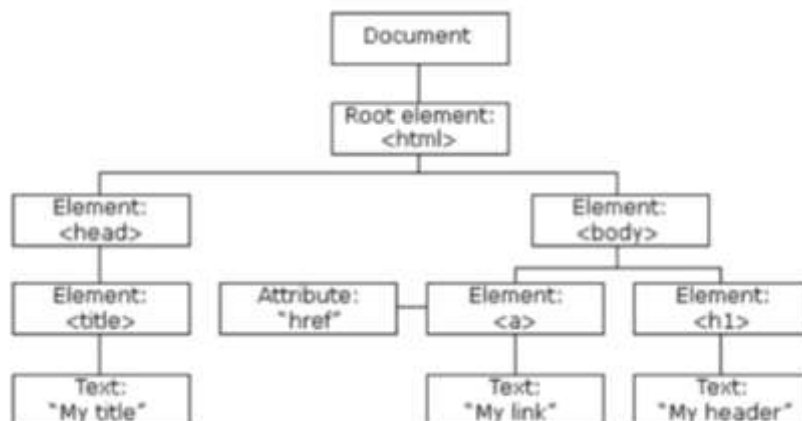 Document
Root element:
<html>
Element:
<head>
Element:
<body>
Element:
<title>
Attribute:
"href"
Element:
<a>
Element:
<h1>
Text:
"My title"
Text:
"My link"
Text:
"My header"